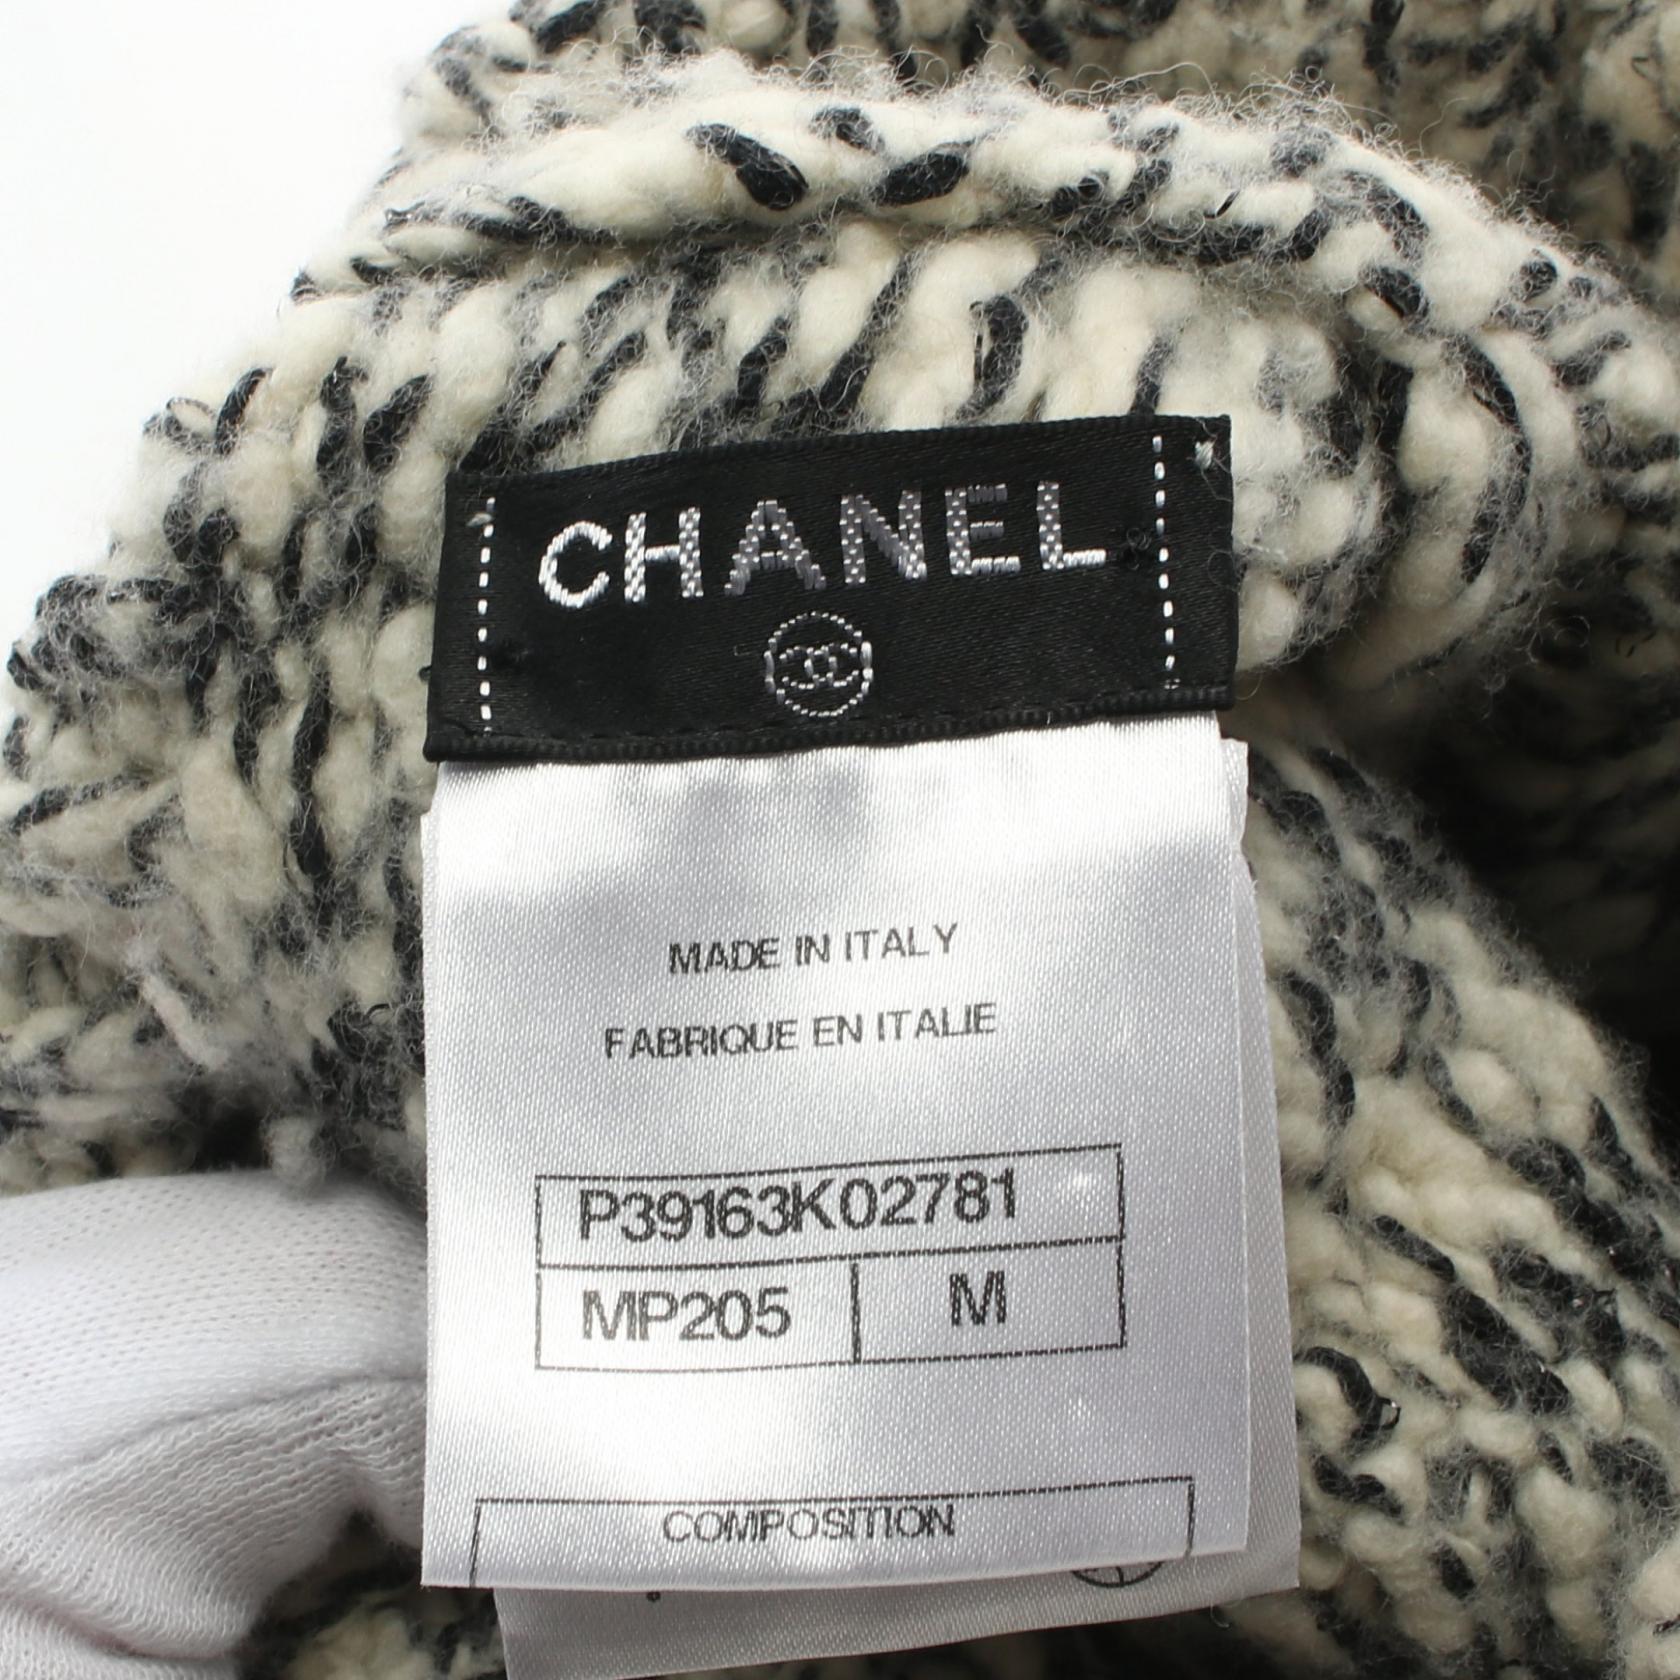 CHANEL
MADE IN ITALY
FABRIQUE EN ITALIE
P39163K02781
MP205 M
COMPOSITION